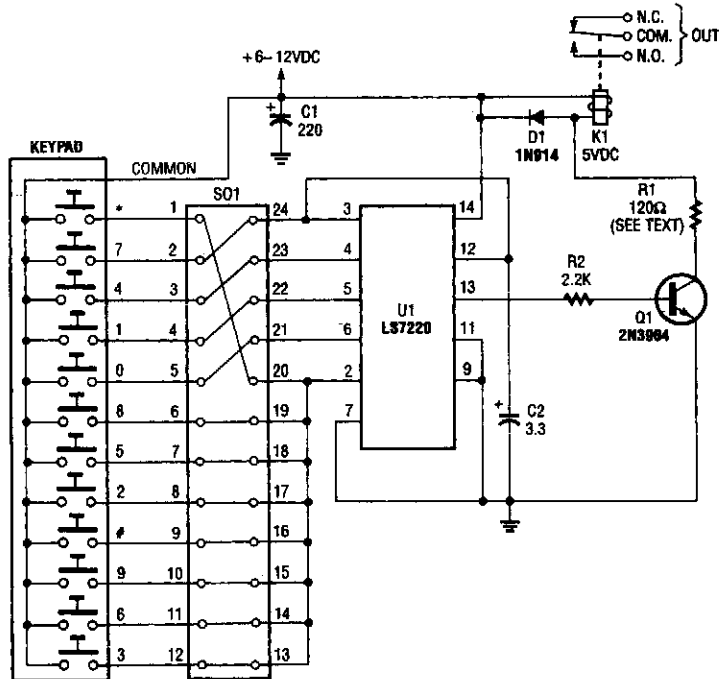 N.C.
COM.
N.O.
OUT
+6–12VDC
+
C1
220
D1
1N914
K1
5VDC
KEYPAD
COMMON
SO1
R1
120Ω
(SEE TEXT)
* 1 24 3 14
7 2 23 4 12
4 3 22 5 13
1 4 21 6 11
0 5 20 2 9
8 6 19 7
5 7 18
2 8 17
# 9 16
9 10 15
6 11 14
3 12 13
U1
LS7220
R2
2.2K
Q1
2N3904
+
C2
3.3